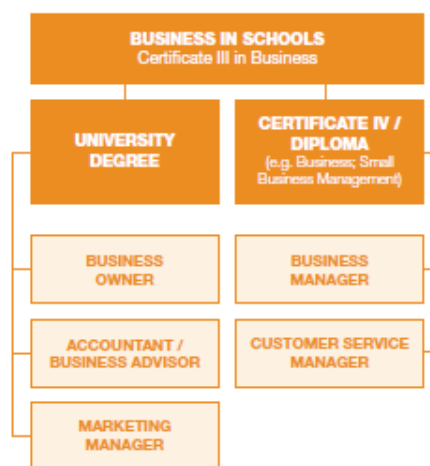 BUSINESS IN SCHOOLS
Certificate III in Business
UNIVERSITY
DEGREE
CERTIFICATE IV /
DIPLOMA
(e.g. Business; Small
Business Management)
BUSINESS
OWNER
BUSINESS
MANAGER
ACCOUNTANT /
BUSINESS ADVISOR
CUSTOMER SERVICE
MANAGER
MARKETING
MANAGER